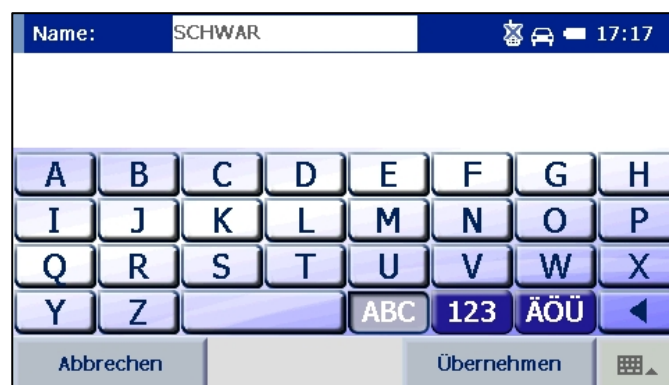 Name: SCHWAR 17:17
A B C D E F G H
I J K L M N O P
Q R S T U V W X
Y Z ABC 123 ÄÖÜ
Abbrechen Übernehmen